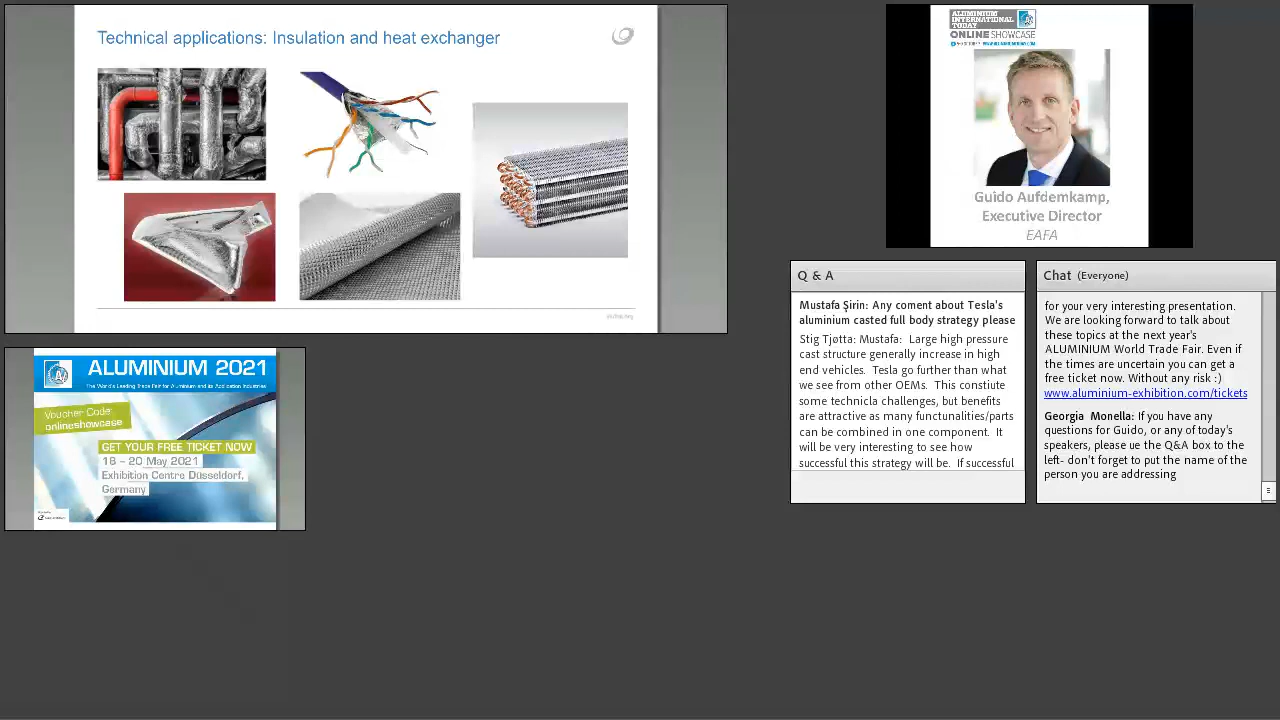 Technical applications: Insulation and heat exchanger
ALUMINIUM
INTERNATIONAL
TODAY
ONLINE SHOWCASE
Guido Aufdemkamp,
Executive Director
EAFA
Q & A
Mustafa Şirin: Any coment about Tesla's
aluminium casted full body strategy please
Stig Tjøtta: Mustafa: Large high pressure
cast structure generally increase in high
end vehicles. Tesla go further than what
we see from other OEMs. This constiute
some technicla challenges, but benefits
are attractive as many functunalities/parts
can be combined in one component. It
will be very interesting to see how
successful this strategy will be. If successful
Chat (Everyone)
for your very interesting presentation.
We are looking forward to talk about
these topics at the next year's
ALUMINIUM World Trade Fair. Even if
the times are uncertain you can get a
free ticket now. Without any risk :)
www.aluminium-exhibition.com/tickets
Georgia Monella: If you have any
questions for Guido, or any of today's
speakers, please ue the Q&A box to the
left- don't forget to put the name of the
person you are addressing
ALUMINIUM 2021
The World's Leading Trade Fair for Aluminium and its Application Industries
Voucher Code:
onlineshowcase
GET YOUR FREE TICKET NOW
18 – 20 May 2021
Exhibition Centre Düsseldorf,
Germany